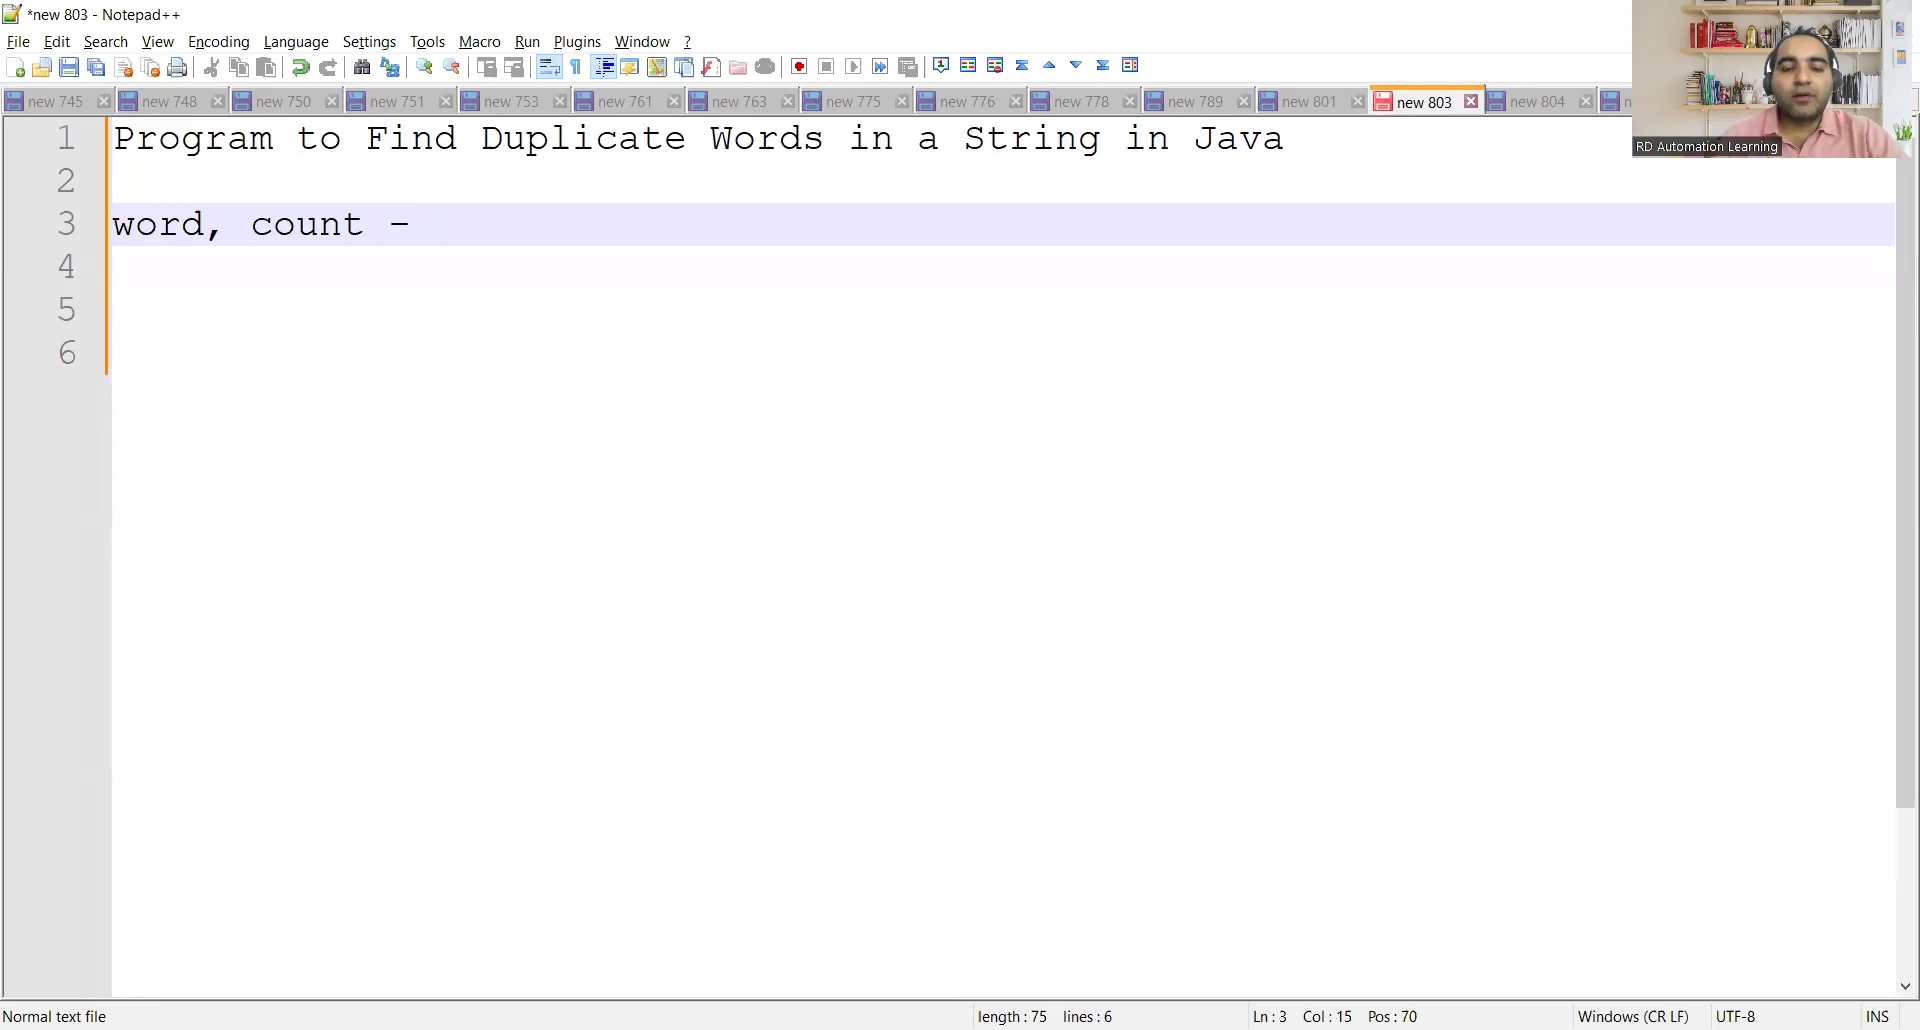 *new 803 - Notepad++
File Edit Search View Encoding Language Settings Tools Macro Run Plugins Window ?
new 745 new 748 new 750 new 751 new 753 new 761 new 763 new 775 new 776 new 778 new 789 new 801 new 803 new 804 n
RD Automation Learning
1 Program to Find Duplicate Words in a String in Java
2
3 word, count -
4
5
6
Normal text file length : 75 lines : 6 Ln : 3 Col : 15 Pos : 70 Windows (CR LF) UTF-8 INS